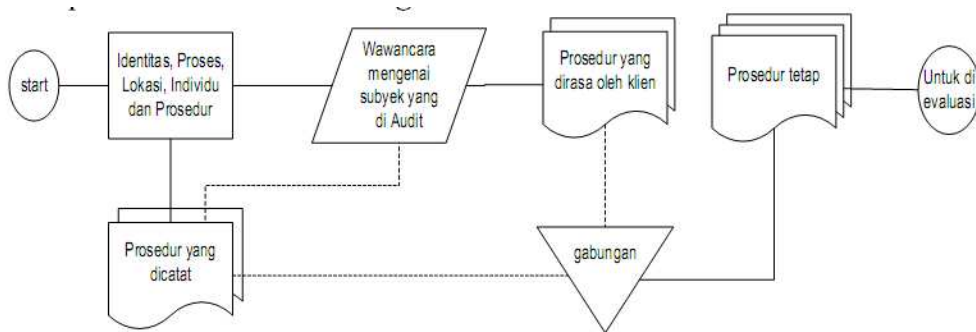 start
Identitas, Proses,
Lokasi, Individu
dan Prosedur
Wawancara
mengenai
subyek yang
di Audit
Prosedur yang
dirasa oleh klien
Prosedur tetap
Untuk di
evaluasi
Prosedur yang
dicatat
gabungan